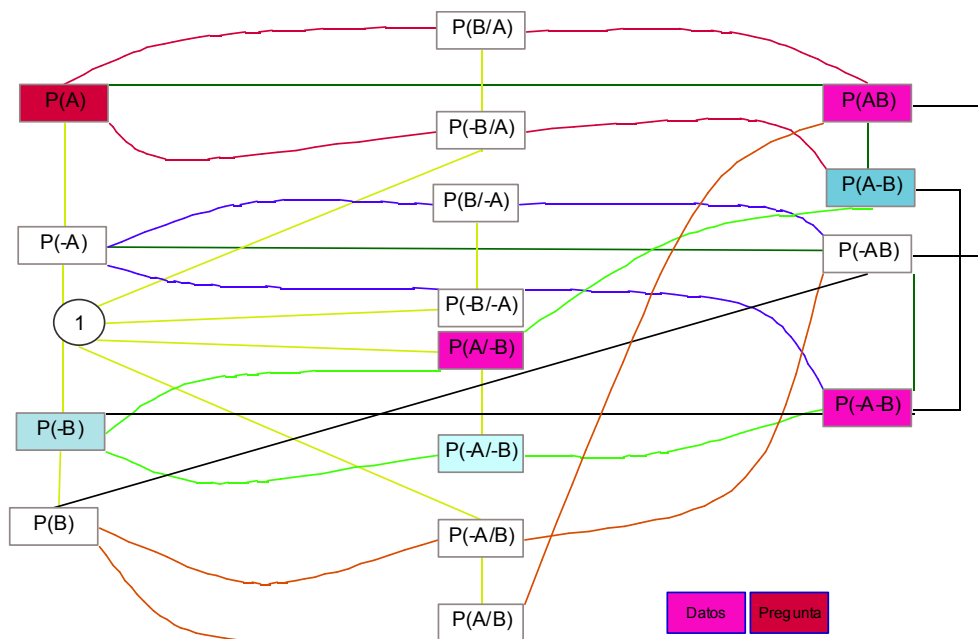 P(B/A)
P(A)
P(AB)
P(-B/A)
P(A-B)
P(B/-A)
P(-A)
P(-AB)
P(-B/-A)
1
P(A/-B)
P(-A-B)
P(-B)
P(-A/-B)
P(B)
P(-A/B)
P(A/B)
Datos
Pregunta